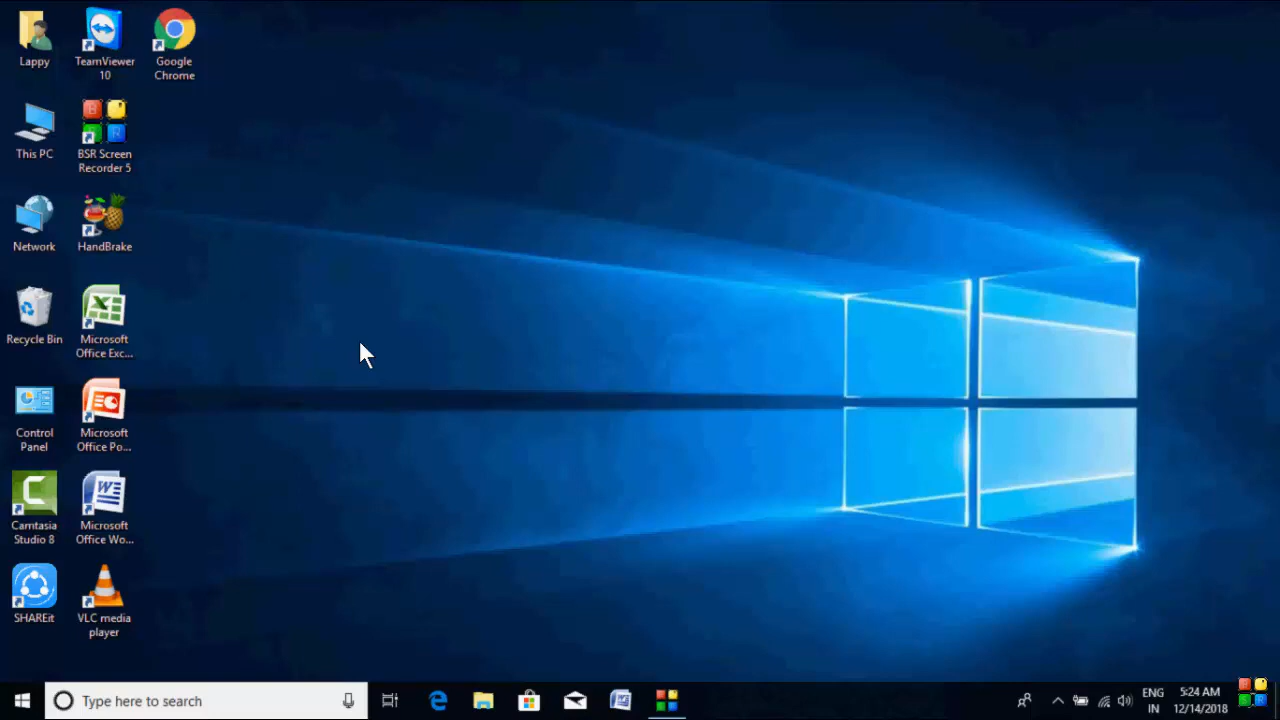 Lappy
TeamViewer
10
Google
Chrome
This PC
BSR Screen
Recorder 5
Network
HandBrake
Recycle Bin
Microsoft
Office Exc...
Control
Panel
Microsoft
Office Po...
Camtasia
Studio 8
Microsoft
Office Wo...
SHAREit
VLC media
player
Type here to search
ENG
IN
5:24 AM
12/14/2018